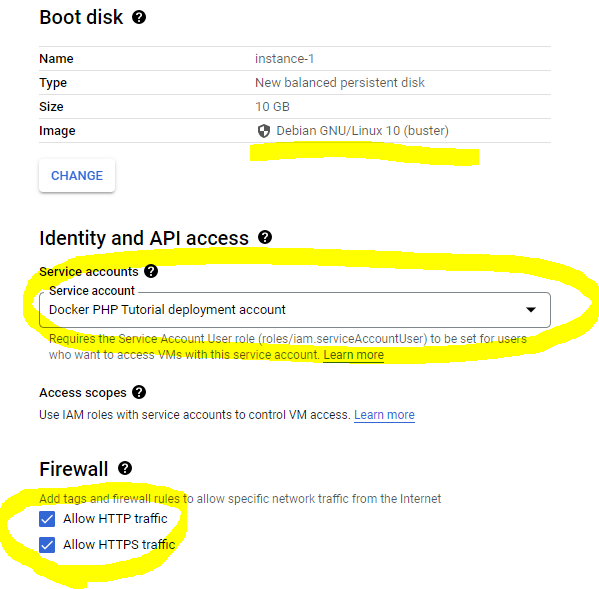 Boot disk
Name instance-1
Type New balanced persistent disk
Size 10 GB
Image Debian GNU/Linux 10 (buster)
CHANGE
Identity and API access
Service accounts
Service account
Docker PHP Tutorial deployment account
Requires the Service Account User role (roles/iam.serviceAccountUser) to be set for users
who want to access VMs with this service account. Learn more
Access scopes
Use IAM roles with service accounts to control VM access. Learn more
Firewall
Add tags and firewall rules to allow specific network traffic from the Internet
Allow HTTP traffic
Allow HTTPS traffic